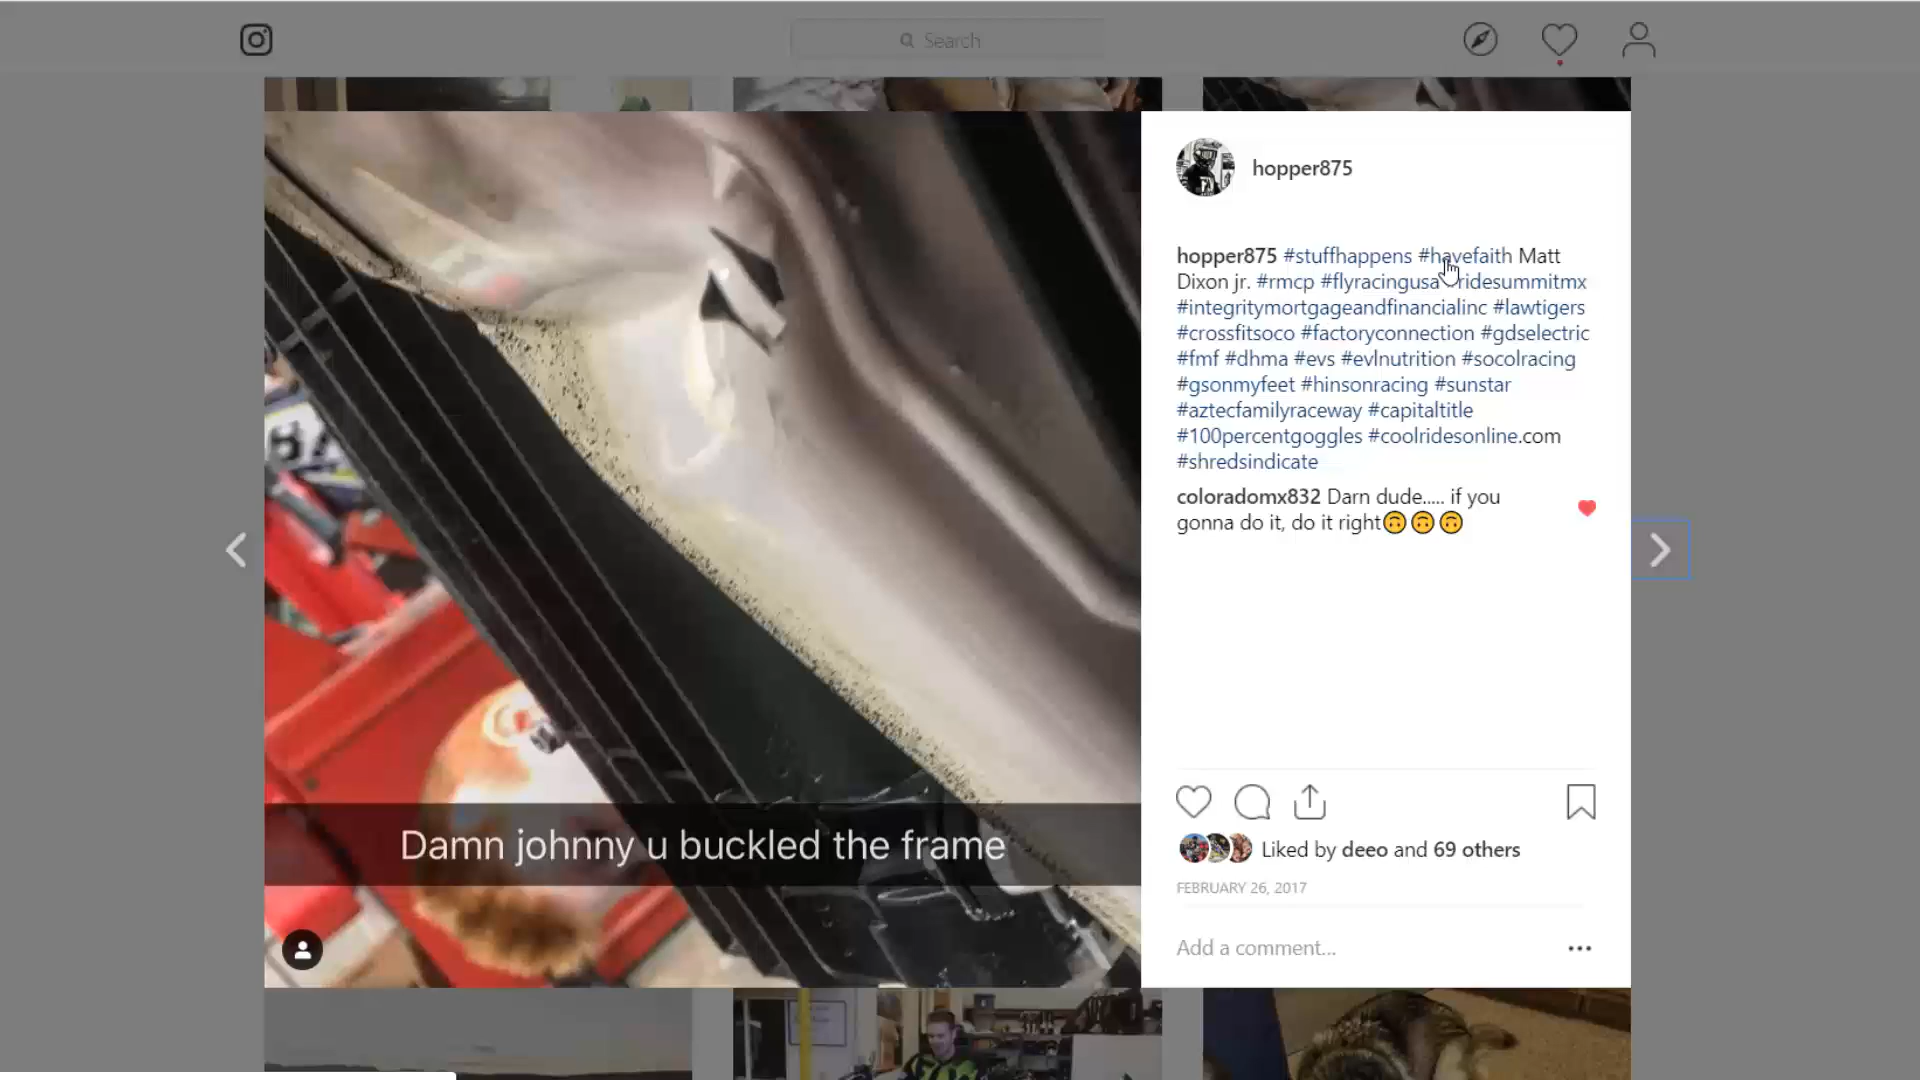 Search
hopper875
hopper875 #stuffhappens #havefaith Matt
Dixon jr. #rmcp #flyracingusa ridesummitmx
#integritymortgageandfinancialinc #lawtigers
#crossfitsoco #factoryconnection #gdselectric
#fmf #dhma #evs #evlnutrition #socolracing
#gsonmyfeet #hinsonracing #sunstar
#aztecfamilyraceway #capitaltitle
#100percentgoggles #coolridesonline.com
#shredsindicate
coloradomx832 Darn dude..... if you
gonna do it, do it right🙃🙃🙃
Damn johnny u buckled the frame
Liked by deeo and 69 others
FEBRUARY 26, 2017
Add a comment...